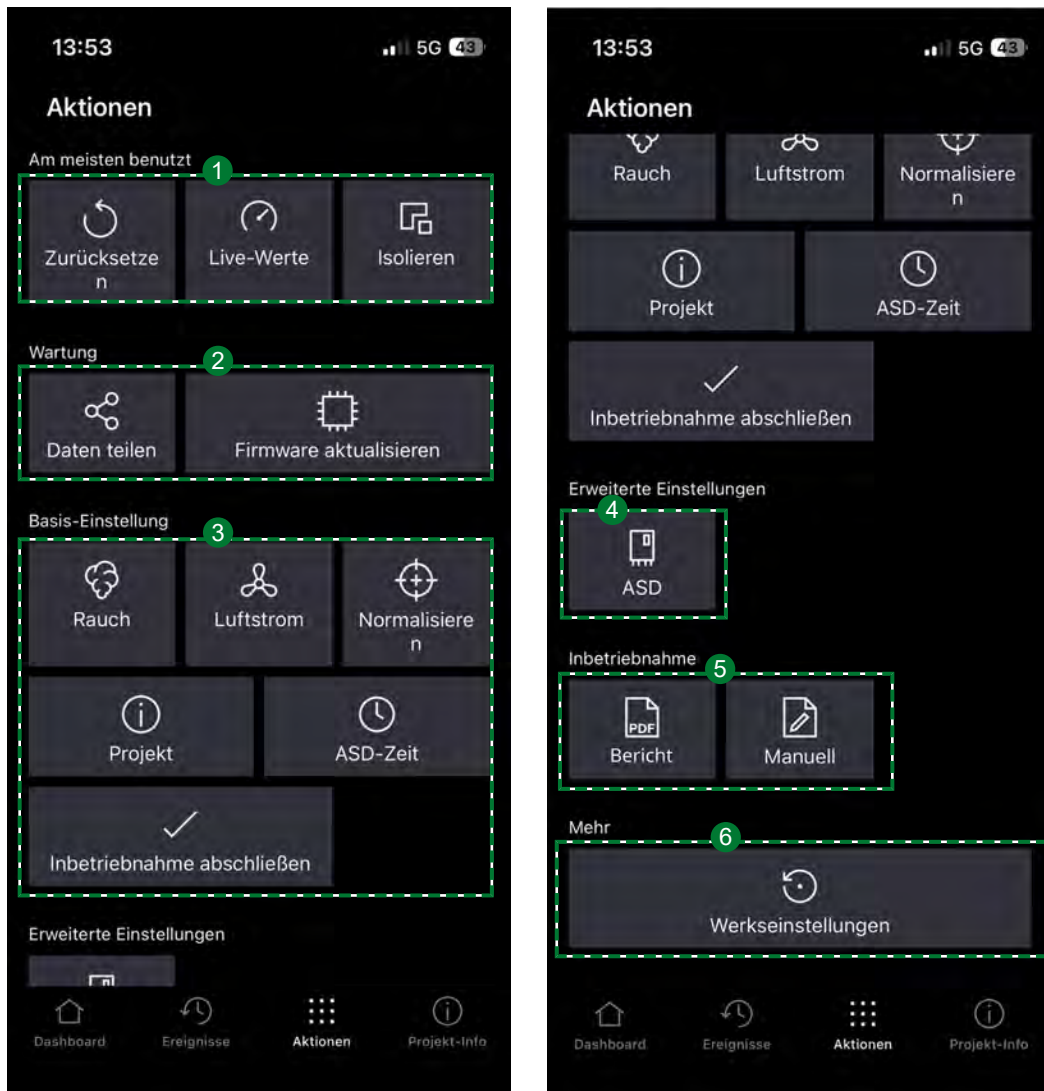 13:53
5G 43
Aktionen
Am meisten benutzt
1
Zurücksetze
n
Live-Werte
Isolieren
Wartung
2
Daten teilen
Firmware aktualisieren
Basis-Einstellung
3
Rauch
Luftstrom
Normalisiere
n
Projekt
ASD-Zeit
Inbetriebnahme abschließen
Erweiterte Einstellungen
Dashboard
Ereignisse
Aktionen
Projekt-Info
13:53
5G 43
Aktionen
Rauch
Luftstrom
Normalisiere
n
Projekt
ASD-Zeit
Inbetriebnahme abschließen
Erweiterte Einstellungen
4
ASD
Inbetriebnahme
5
PDF
Bericht
Manuell
Mehr
6
Werkseinstellungen
Dashboard
Ereignisse
Aktionen
Projekt-Info